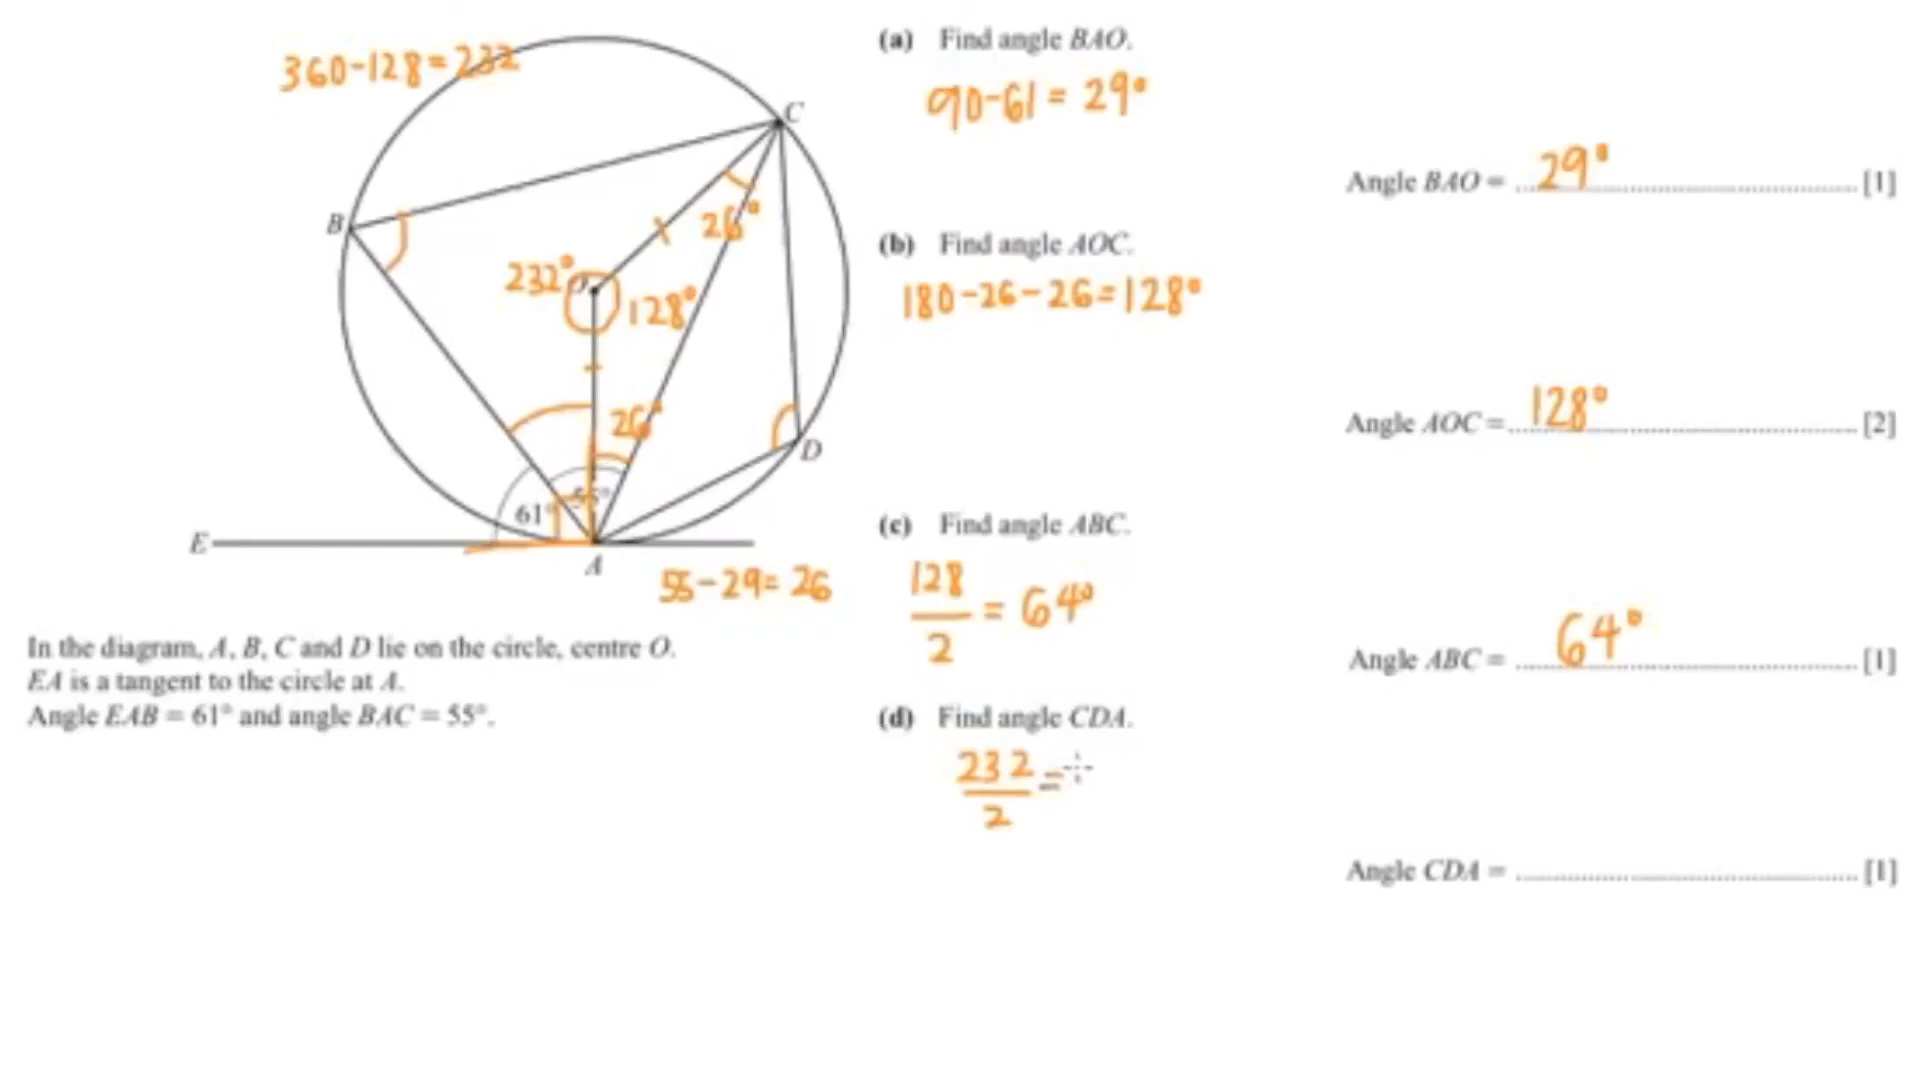 360-128=232
C
B
26°
232°
O
128°
26°
D
61°
55°
E
A
55-29=26
In the diagram, A, B, C and D lie on the circle, centre O.
EA is a tangent to the circle at A.
Angle EAB = 61° and angle BAC = 55°.
(a) Find angle BAO.
90-61=29°
Angle BAO = 29° [1]
(b) Find angle AOC.
180-26-26=128°
Angle AOC = 128° [2]
(c) Find angle ABC.
128
2
= 64°
Angle ABC = 64° [1]
(d) Find angle CDA.
232
2
=
Angle CDA = [1]